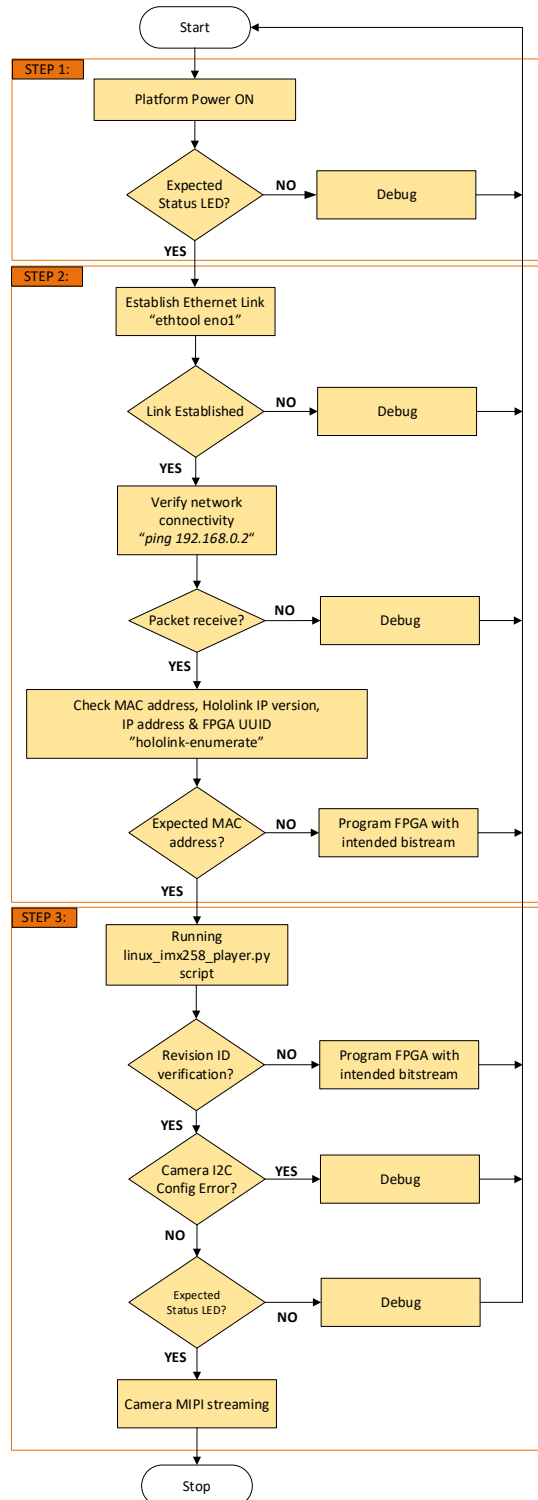 Start
STEP 1:
Platform Power ON
Expected
Status LED?
NO
Debug
YES
STEP 2:
Establish Ethernet Link
“ethtool eno1”
Link Established
NO
Debug
YES
Verify network
connectivity
“ping 192.168.0.2“
Packet receive?
NO
Debug
YES
Check MAC address, Hololink IP version,
IP address & FPGA UUID
”hololink-enumerate”
Expected MAC
address?
NO
Program FPGA with
intended bistream
YES
STEP 3:
Running
linux_imx258_player.py
script
Revision ID
verification?
NO
Program FPGA with
intended bitstream
YES
Camera I2C
Config Error?
YES
Debug
NO
Expected
Status LED?
NO
Debug
YES
Camera MIPI streaming
Stop